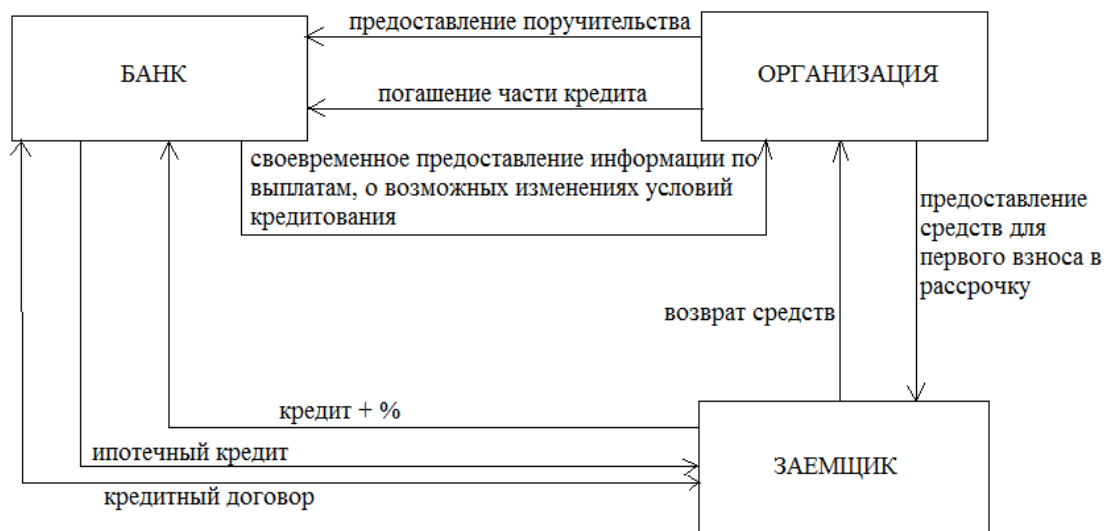 предоставление поручительства
БАНК
ОРГАНИЗАЦИЯ
погашение части кредита
своевременное предоставление информации по
выплатам, о возможных изменениях условий
кредитования
предоставление
средств для
первого взноса в
рассрочку
возврат средств
кредит + %
ипотечный кредит
ЗАЕМЩИК
кредитный договор